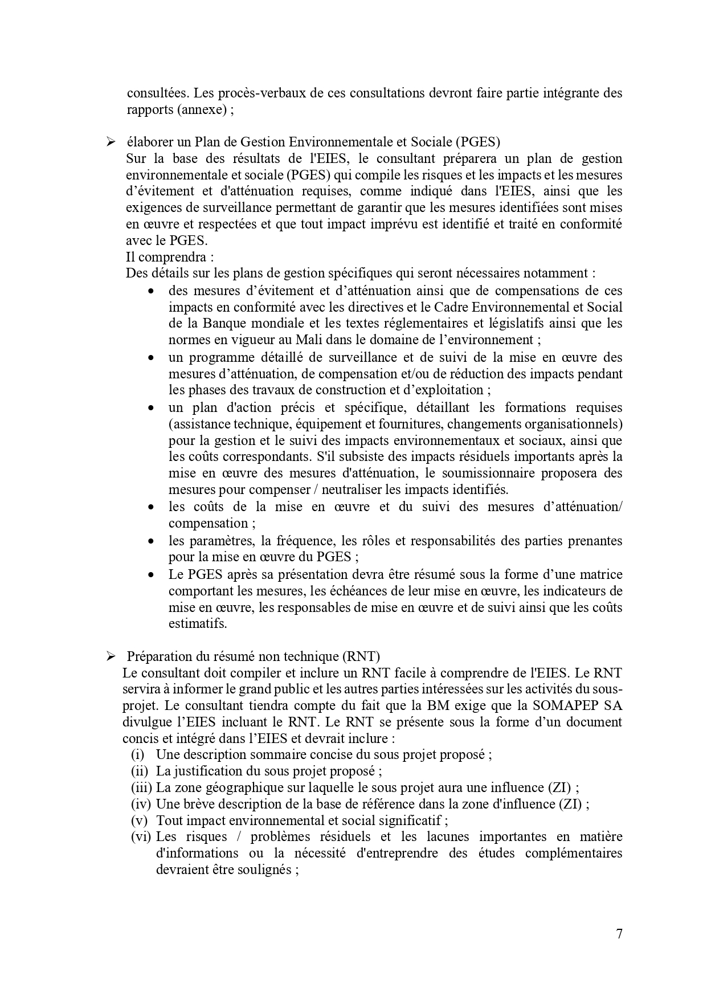 consultées. Les procès-verbaux de ces consultations devront faire partie intégrante des
rapports (annexe) ;
➢ élaborer un Plan de Gestion Environnementale et Sociale (PGES)
Sur la base des résultats de l'EIES, le consultant préparera un plan de gestion
environnementale et sociale (PGES) qui compile les risques et les impacts et les mesures
d’évitement et d'atténuation requises, comme indiqué dans l'EIES, ainsi que les
exigences de surveillance permettant de garantir que les mesures identifiées sont mises
en œuvre et respectées et que tout impact imprévu est identifié et traité en conformité
avec le PGES.
Il comprendra :
Des détails sur les plans de gestion spécifiques qui seront nécessaires notamment :
• des mesures d’évitement et d’atténuation ainsi que de compensations de ces
impacts en conformité avec les directives et le Cadre Environnemental et Social
de la Banque mondiale et les textes réglementaires et législatifs ainsi que les
normes en vigueur au Mali dans le domaine de l’environnement ;
• un programme détaillé de surveillance et de suivi de la mise en œuvre des
mesures d’atténuation, de compensation et/ou de réduction des impacts pendant
les phases des travaux de construction et d’exploitation ;
• un plan d'action précis et spécifique, détaillant les formations requises
(assistance technique, équipement et fournitures, changements organisationnels)
pour la gestion et le suivi des impacts environnementaux et sociaux, ainsi que
les coûts correspondants. S'il subsiste des impacts résiduels importants après la
mise en œuvre des mesures d'atténuation, le soumissionnaire proposera des
mesures pour compenser / neutraliser les impacts identifiés.
• les coûts de la mise en œuvre et du suivi des mesures d’atténuation/
compensation ;
• les paramètres, la fréquence, les rôles et responsabilités des parties prenantes
pour la mise en œuvre du PGES ;
• Le PGES après sa présentation devra être résumé sous la forme d’une matrice
comportant les mesures, les échéances de leur mise en œuvre, les indicateurs de
mise en œuvre, les responsables de mise en œuvre et de suivi ainsi que les coûts
estimatifs.
➢ Préparation du résumé non technique (RNT)
Le consultant doit compiler et inclure un RNT facile à comprendre de l'EIES. Le RNT
servira à informer le grand public et les autres parties intéressées sur les activités du sous-
projet. Le consultant tiendra compte du fait que la BM exige que la SOMAPEP SA
divulgue l’EIES incluant le RNT. Le RNT se présente sous la forme d’un document
concis et intégré dans l’EIES et devrait inclure :
(i) Une description sommaire concise du sous projet proposé ;
(ii) La justification du sous projet proposé ;
(iii) La zone géographique sur laquelle le sous projet aura une influence (ZI) ;
(iv) Une brève description de la base de référence dans la zone d'influence (ZI) ;
(v) Tout impact environnemental et social significatif ;
(vi) Les risques / problèmes résiduels et les lacunes importantes en matière
d'informations ou la nécessité d'entreprendre des études complémentaires
devraient être soulignés ;
7